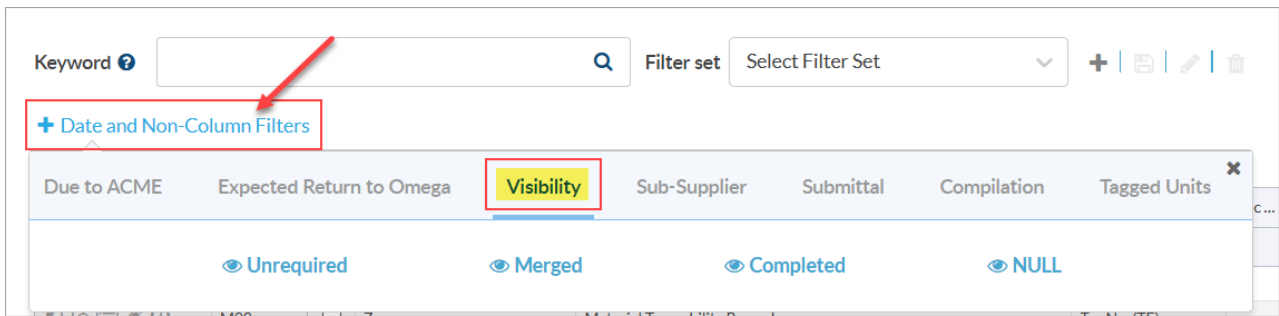 Keyword Filter set Select Filter Set
Date and Non-Column Filters
Due to ACME Expected Return to Omega Visibility Sub-Supplier Submittal Compilation Tagged Units
c...
Unrequired Merged Completed NULL